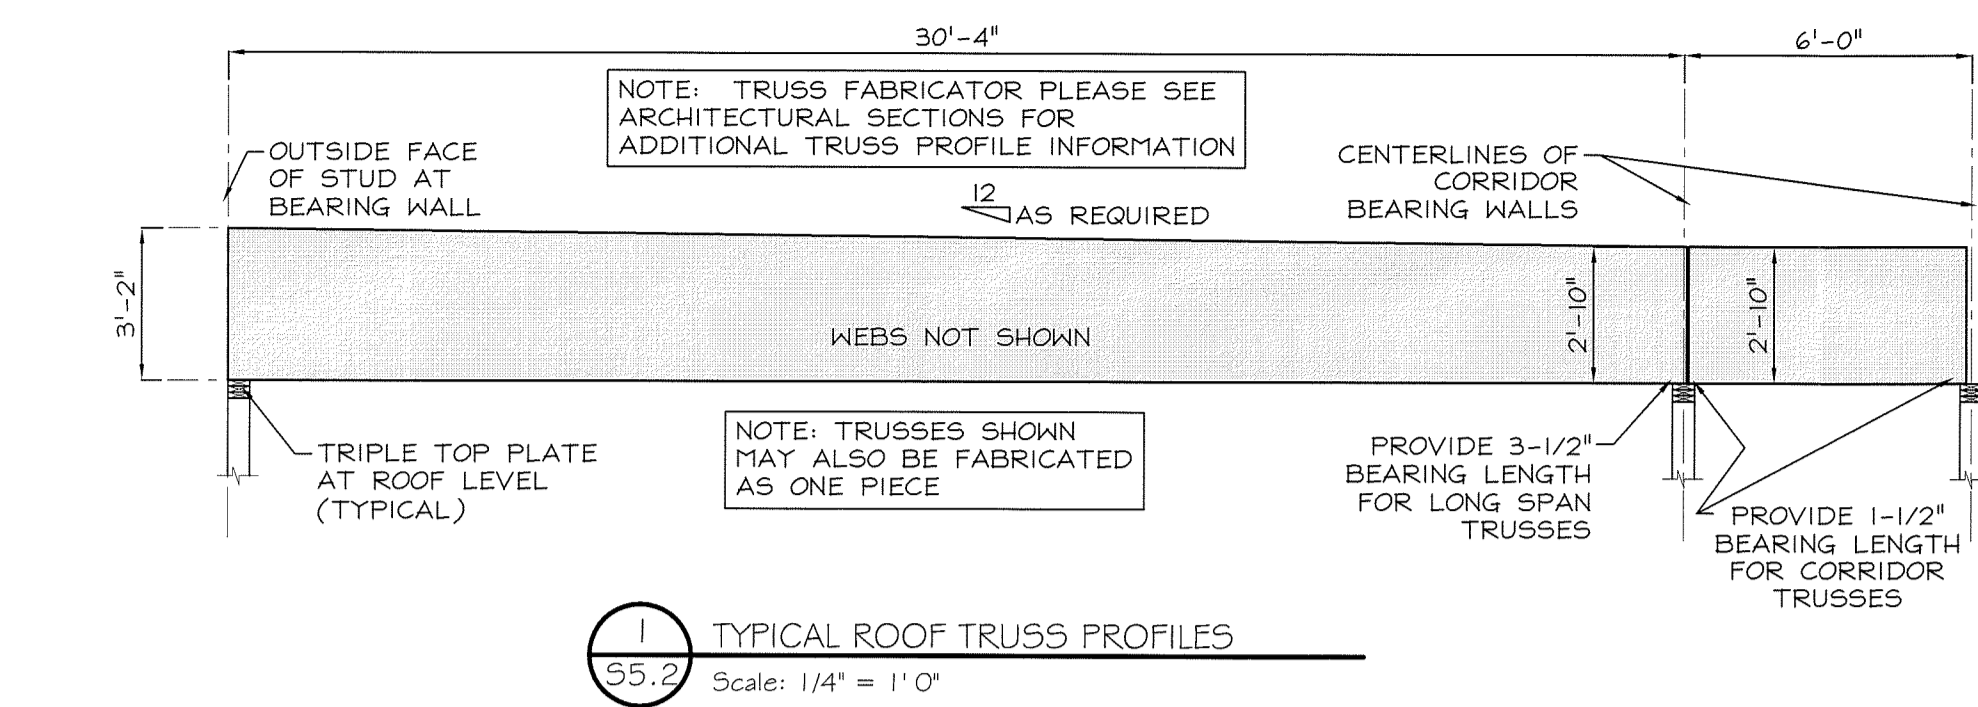 30'-4"
6'-0"
NOTE: TRUSS FABRICATOR PLEASE SEE
ARCHITECTURAL SECTIONS FOR
ADDITIONAL TRUSS PROFILE INFORMATION
OUTSIDE FACE
OF STUD AT
BEARING WALL
CENTERLINES OF
CORRIDOR
BEARING WALLS
12
AS REQUIRED
3'-2"
WEBS NOT SHOWN
2'-10"
2'-10"
TRIPLE TOP PLATE
AT ROOF LEVEL
(TYPICAL)
NOTE: TRUSSES SHOWN
MAY ALSO BE FABRICATED
AS ONE PIECE
PROVIDE 3-1/2"
BEARING LENGTH
FOR LONG SPAN
TRUSSES
PROVIDE 1-1/2"
BEARING LENGTH
FOR CORRIDOR
TRUSSES
1
S5.2
TYPICAL ROOF TRUSS PROFILES
Scale: 1/4" = 1' 0"